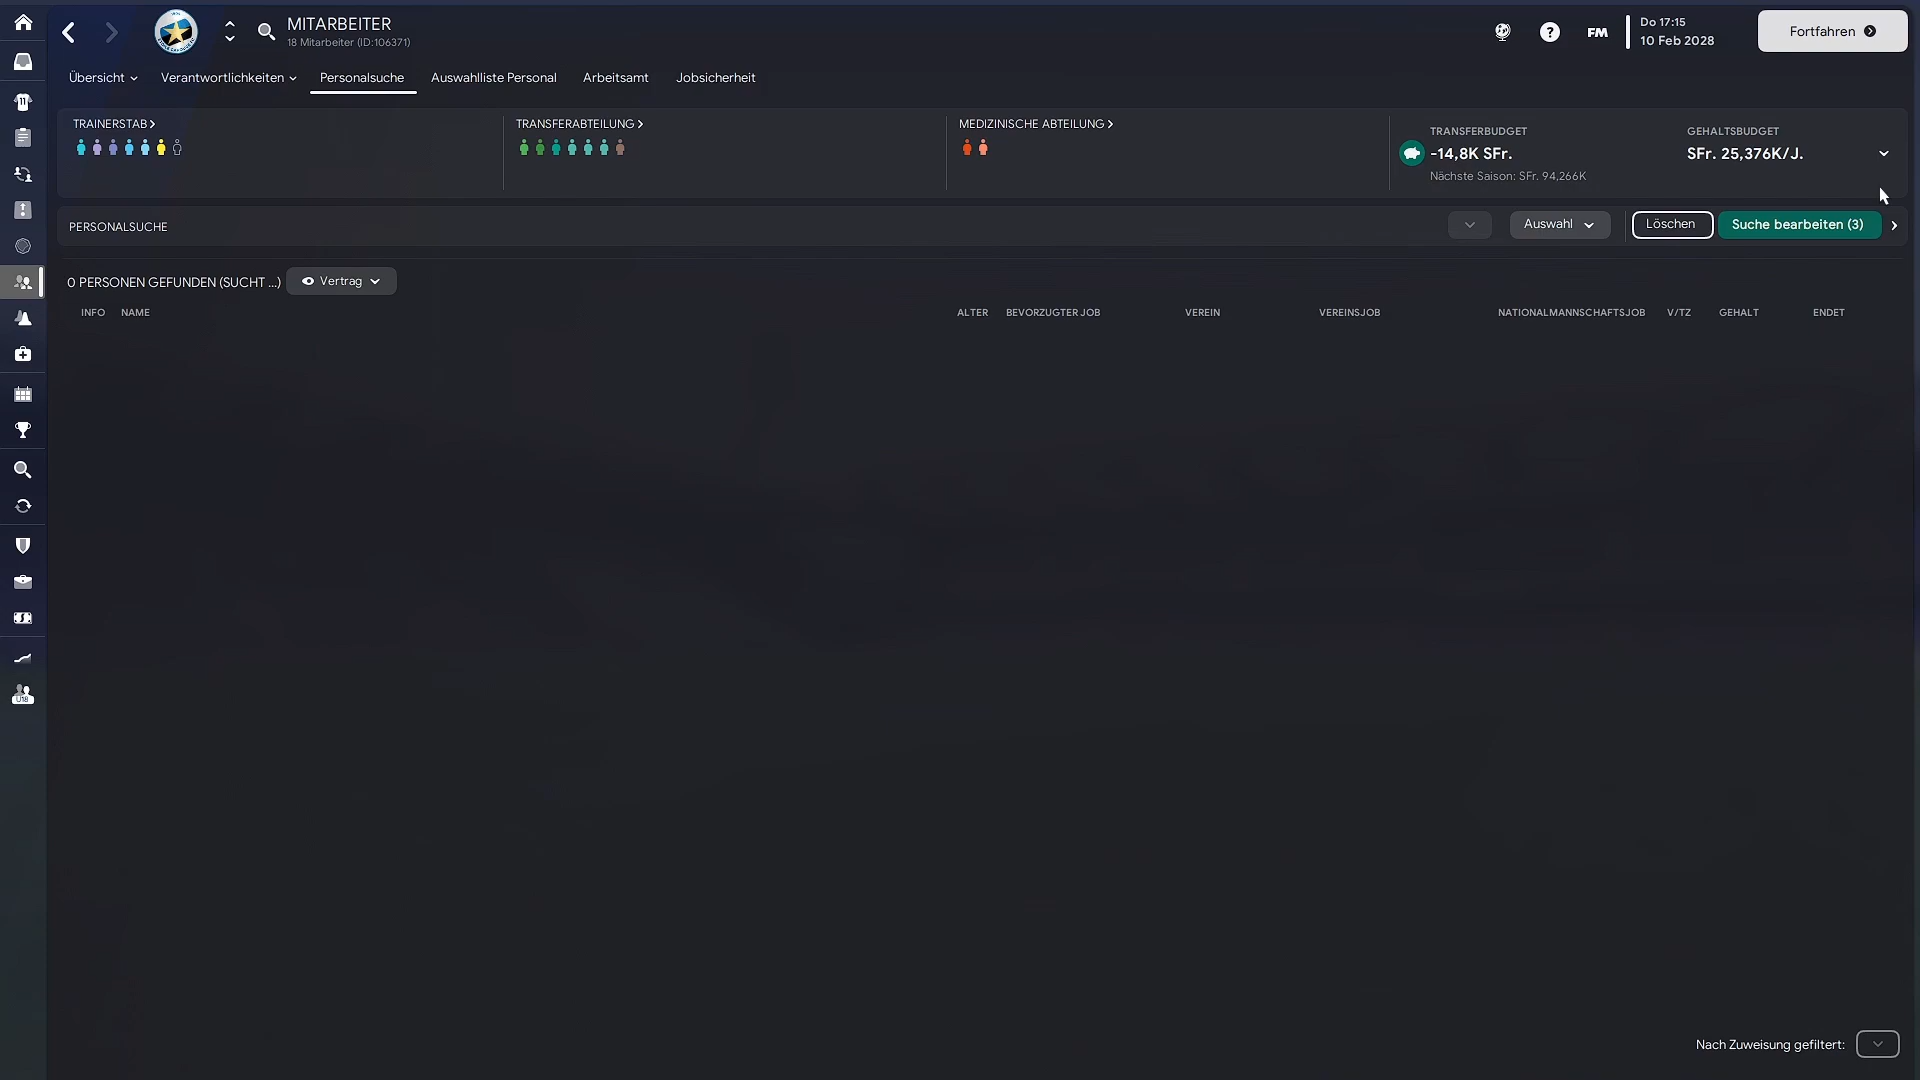 MITARBEITER
18 Mitarbeiter (ID:106371)
FM
Do 17:15
10 Feb 2028
Fortfahren
Übersicht
Verantwortlichkeiten
Personalsuche
Auswahlliste Personal
Arbeitsamt
Jobsicherheit
TRAINERSTAB
TRANSFERABTEILUNG
MEDIZINISCHE ABTEILUNG
TRANSFERBUDGET
-14,8K SFr.
Nächste Saison: SFr. 94,266K
GEHALTSBUDGET
SFr. 25,376K/J.
PERSONALSUCHE
Auswahl
Löschen
Suche bearbeiten (3)
0 PERSONEN GEFUNDEN (SUCHT ...)
Vertrag
INFO NAME ALTER BEVORZUGTER JOB VEREIN VEREINSJOB NATIONALMANNSCHAFTSJOB V/TZ GEHALT ENDET
U18
Nach Zuweisung gefiltert: